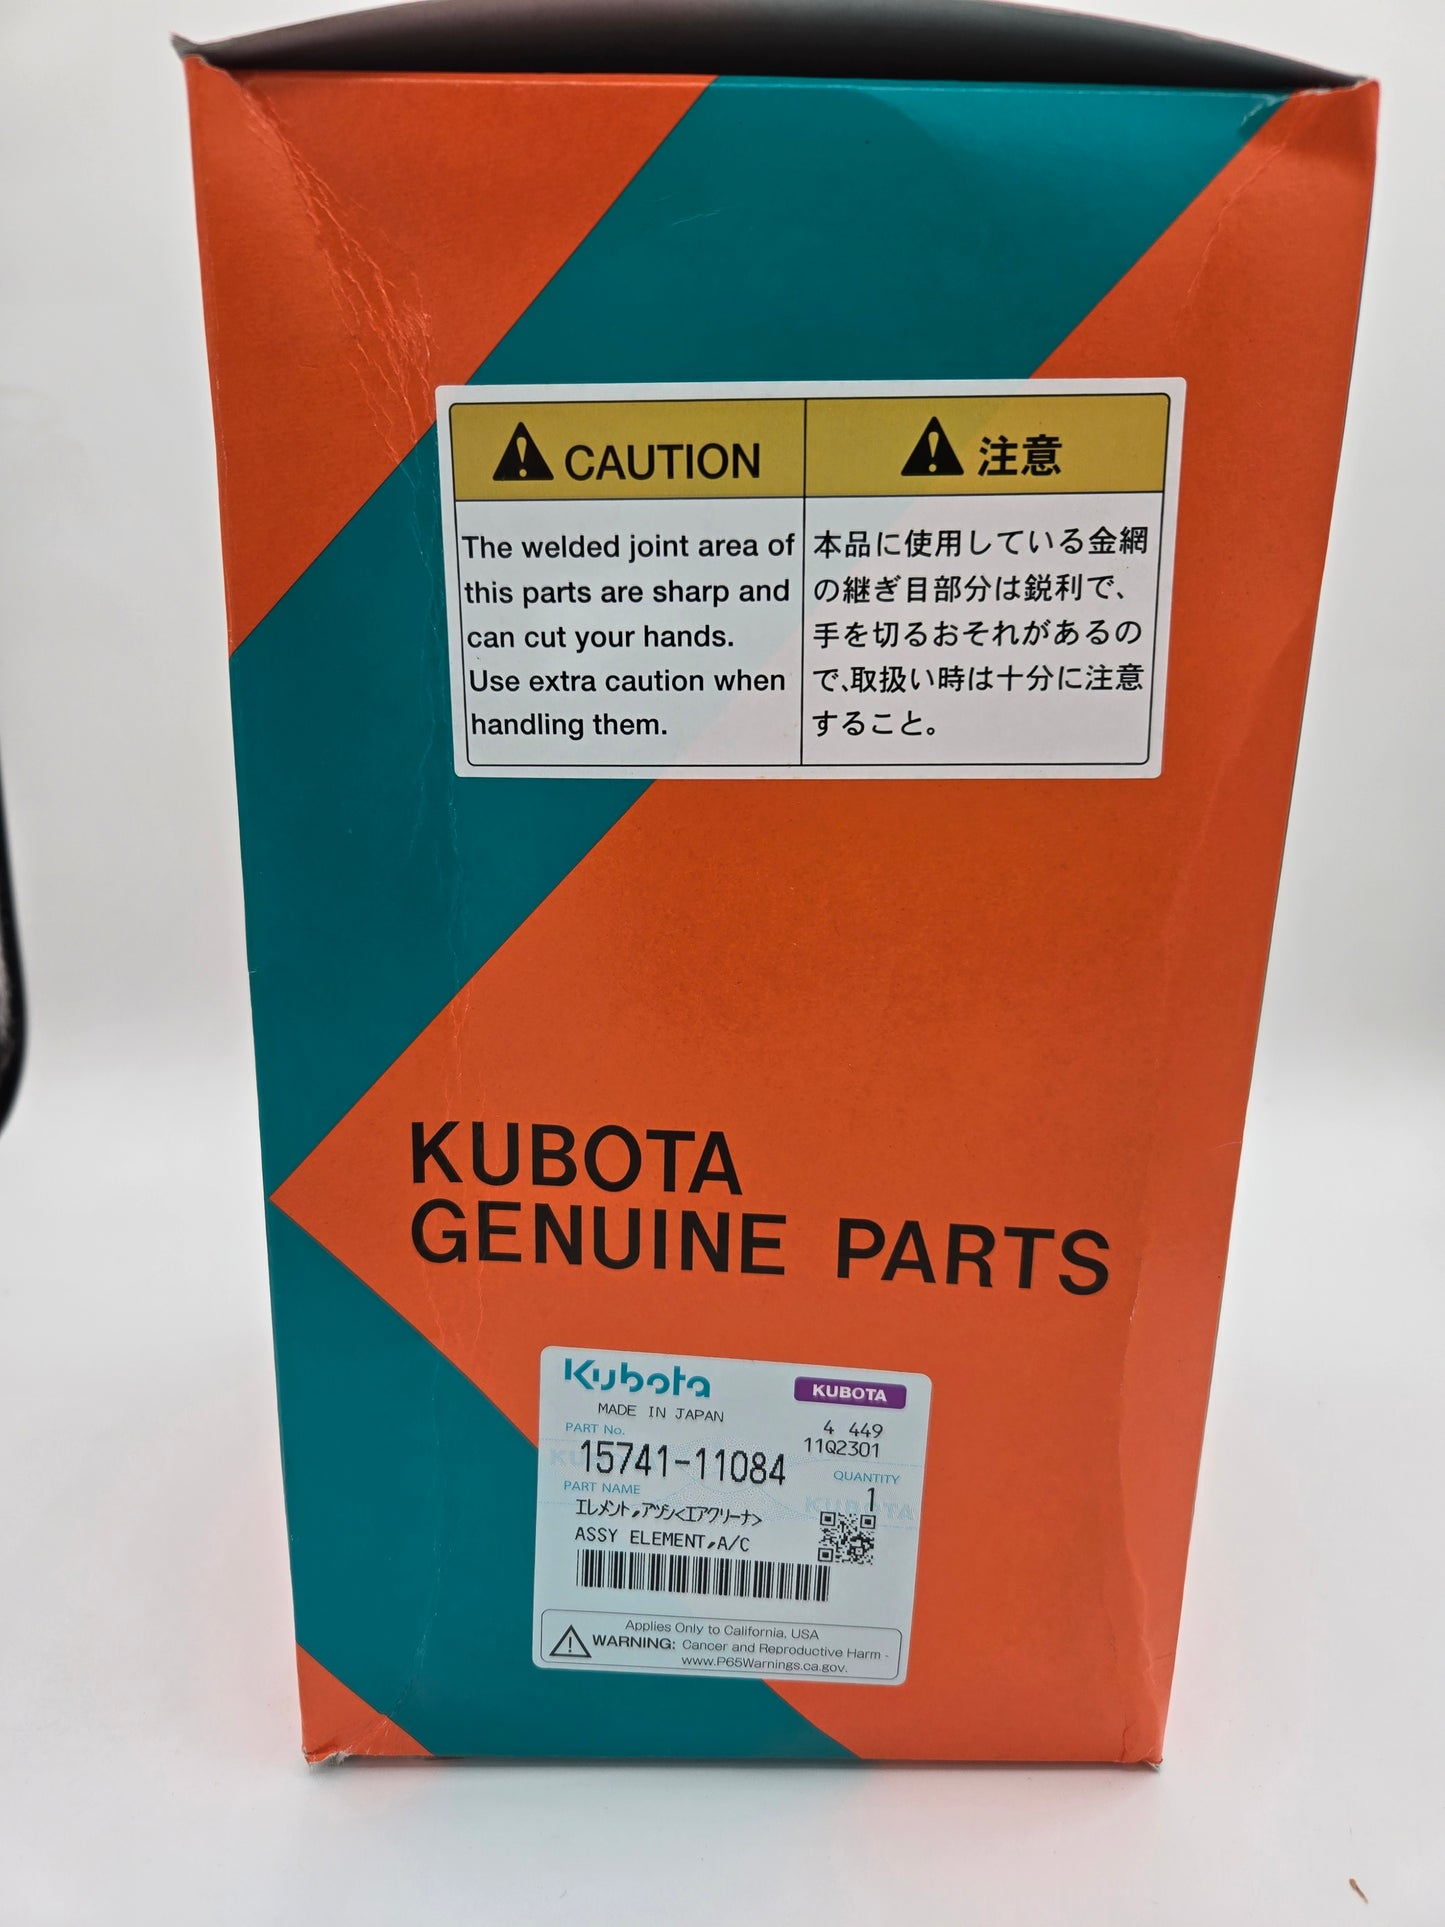 CAUTION
The welded joint area of
this parts are sharp and
can cut your hands.
Use extra caution when
handling them.
注意
本品に使用している金網
の継ぎ目部分は鋭利で、
手を切るおそれがあるの
で、取扱い時は十分に注意
すること。
KUBOTA
GENUINE PARTS
Kubota
KUBOTA
MADE IN JAPAN
4 449
11Q2301
PART No.
15741-11084
QUANTITY
1
PART NAME
エレメント,アツシ<エアクリーナ>
ASSY ELEMENT,A/C
Applies Only to California, USA
WARNING: Cancer and Reproductive Harm -
www.P65Warnings.ca.gov.